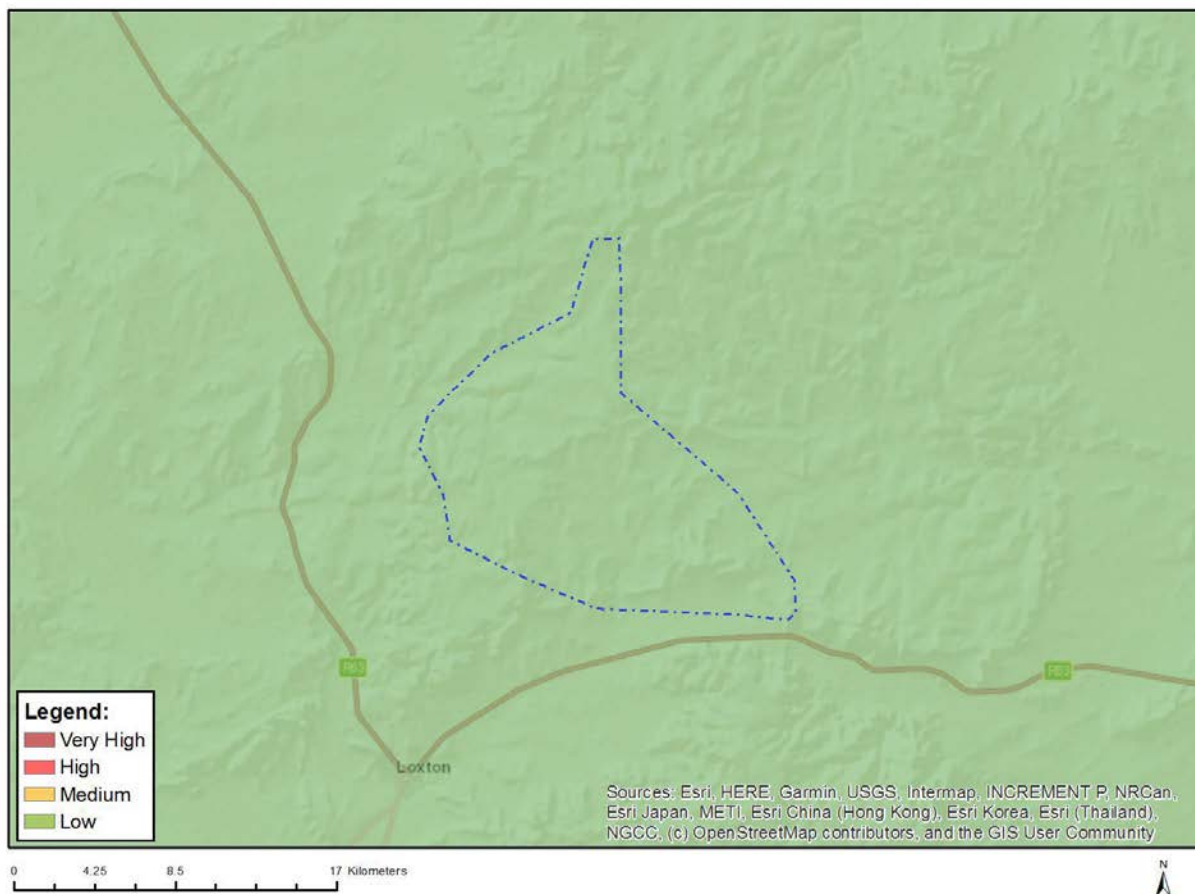 R63
R63
Loxton
Legend:
Very High
High
Medium
Low
Sources: Esri, HERE, Garmin, USGS, Intermap, INCREMENT P, NRCan,
Esri Japan, METI, Esri China (Hong Kong), Esri Korea, Esri (Thailand),
NGCC, (c) OpenStreetMap contributors, and the GIS User Community
0 4.25 8.5 17 Kilometers
N